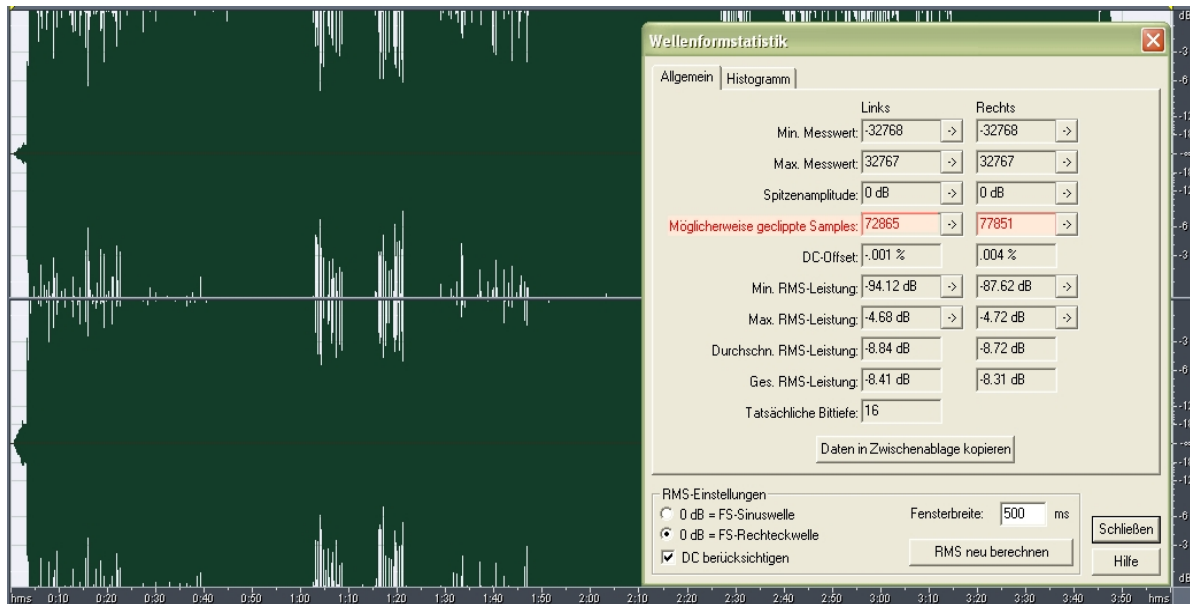 Wellenformstatistik
Allgemein Histogramm
Links Rechts
Min. Messwert: -32768 -> -32768 ->
Max. Messwert: 32767 -> 32767 ->
Spitzenamplitude: 0 dB -> 0 dB ->
Möglicherweise geclippte Samples: 72865 -> 77851 ->
DC-Offset: -.001 % .004 %
Min. RMS-Leistung: -94.12 dB -> -87.62 dB ->
Max. RMS-Leistung: -4.68 dB -> -4.72 dB ->
Durchschn. RMS-Leistung: -8.84 dB -8.72 dB
Ges. RMS-Leistung: -8.41 dB -8.31 dB
Tatsächliche Bittiefe: 16
Daten in Zwischenablage kopieren
RMS-Einstellungen
0 dB = FS-Sinuswelle
0 dB = FS-Rechteckwelle
DC berücksichtigen
Fensterbreite: 500 ms
RMS neu berechnen
Schließen
Hilfe
hms 0:10 0:20 0:30 0:40 0:50 1:00 1:10 1:20 1:30 1:40 1:50 2:00 2:10 2:20 2:30 2:40 2:50 3:00 3:10 3:20 3:30 3:40 3:50 hms